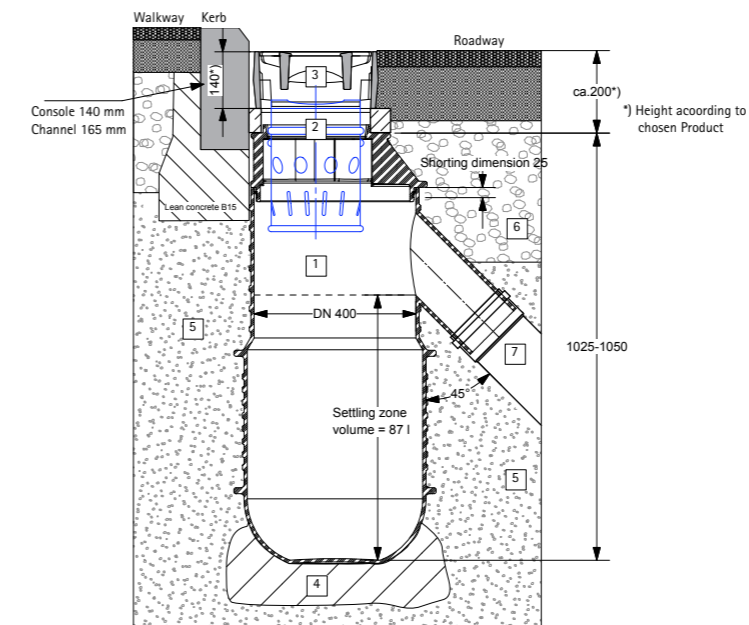 Walkway Kerb
Roadway
3
140*)
ca.200*)
Console 140 mm
Channel 165 mm
*) Height acoording to
chosen Product
2
Shorting dimension 25
Lean concrete B15
6
1
5
DN 400
7
1025-1050
45°
Settling zone
volume = 87 l
5
4